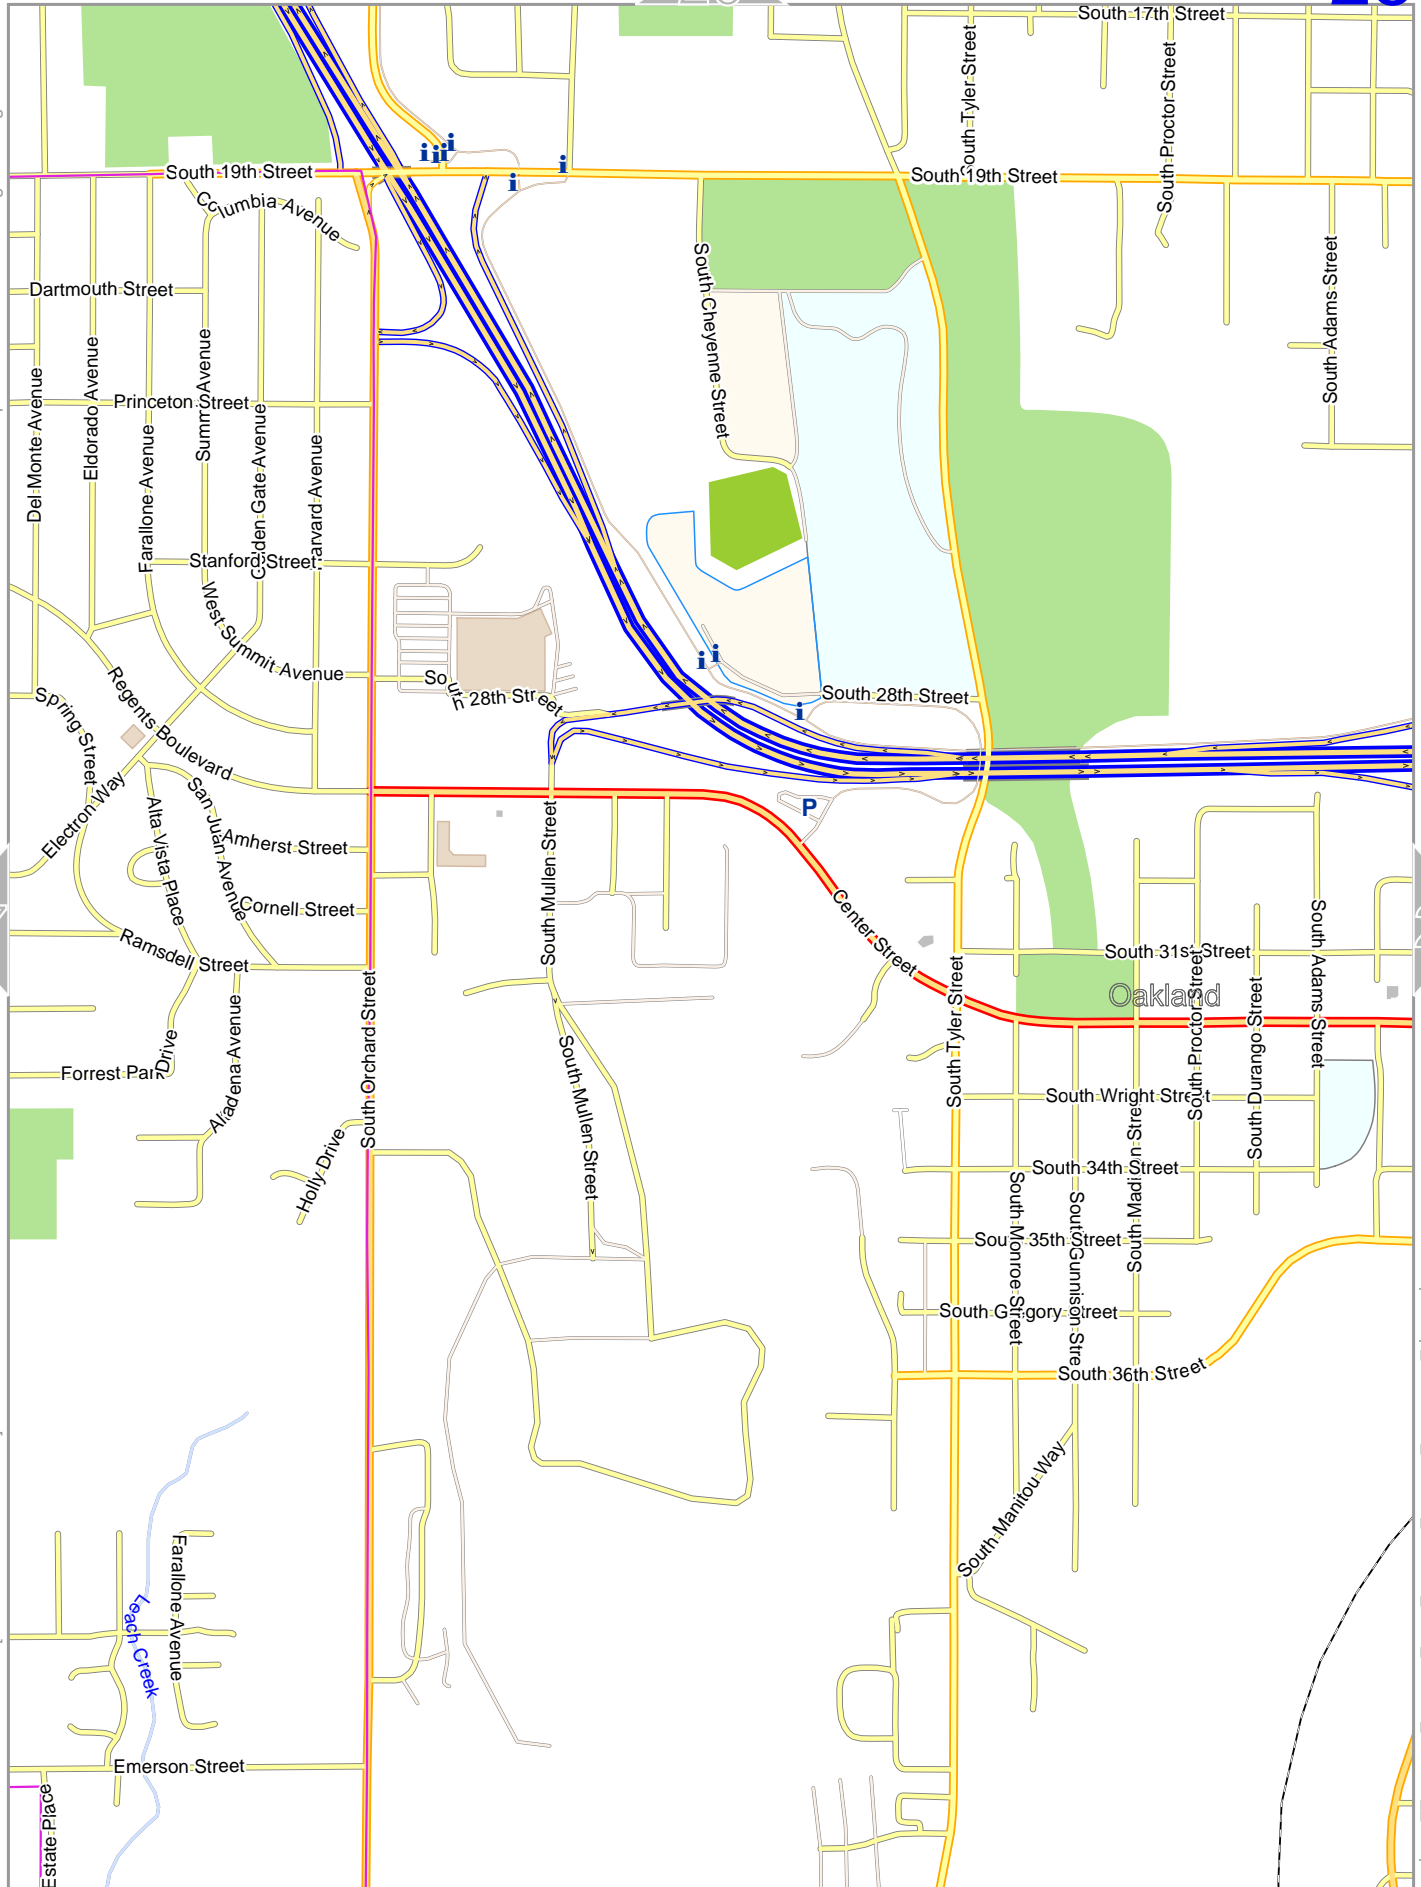 South 17th Street
South Tyler Street
South Proctor Street
i
i
i
i
i
i
South 19th Street
South 19th Street
Columbia Avenue
South Adams Street
South Cheyenne Street
Dartmouth Street
Summit Avenue
Eldorado Avenue
Del Monte Avenue
Princeton Street
Farallone Avenue
Golden Gate Avenue
Harvard Avenue
Stanford Street
West Summit Avenue
i
i
i
South 28th Street
South 28th Street
Regents Boulevard
Spring Street
Electron Way
Alta Vista Place
San Juan Avenue
Amherst Street
Cornell Street
Ramsdell Street
P
South Mullen Street
Center Street
South 31st Street
Oakland
South Adams Street
South Proctor Street
South Durango Street
South Tyler Street
South Orchard Street
Aladena Avenue
Forrest Park Drive
South Mullen Street
South Wright Street
South Madison Street
South 34th Street
Holly Drive
South Monroe Street
South Gunnison Stre
South 35th Street
South Gregory Street
South 36th Street
South Manitou Way
Farallone Avenue
Leach Creek
Emerson Street
Estate Place